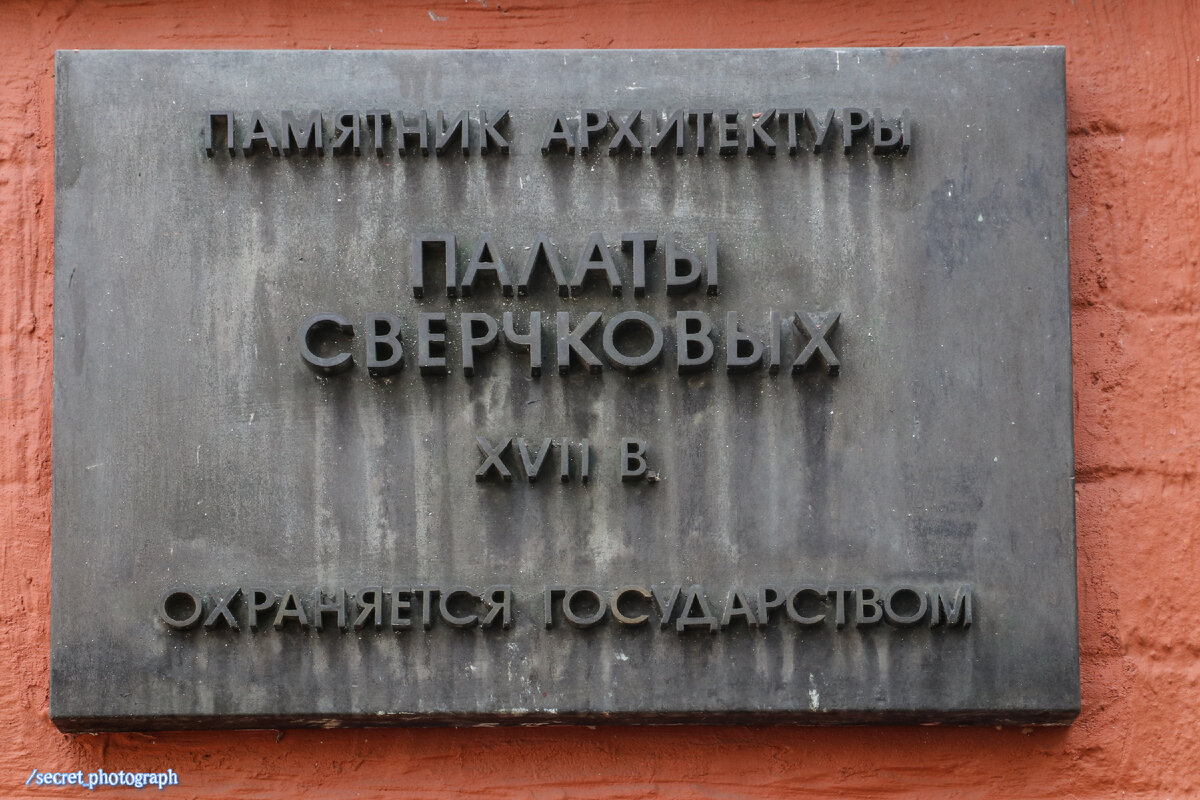 ПАМЯТНИК АРХИТЕКТУРЫ
ПАЛАТЫ
СВЕРЧКОВЫХ
XVII В.
ОХРАНЯЕТСЯ ГОСУДАРСТВОМ
/secret_photograph